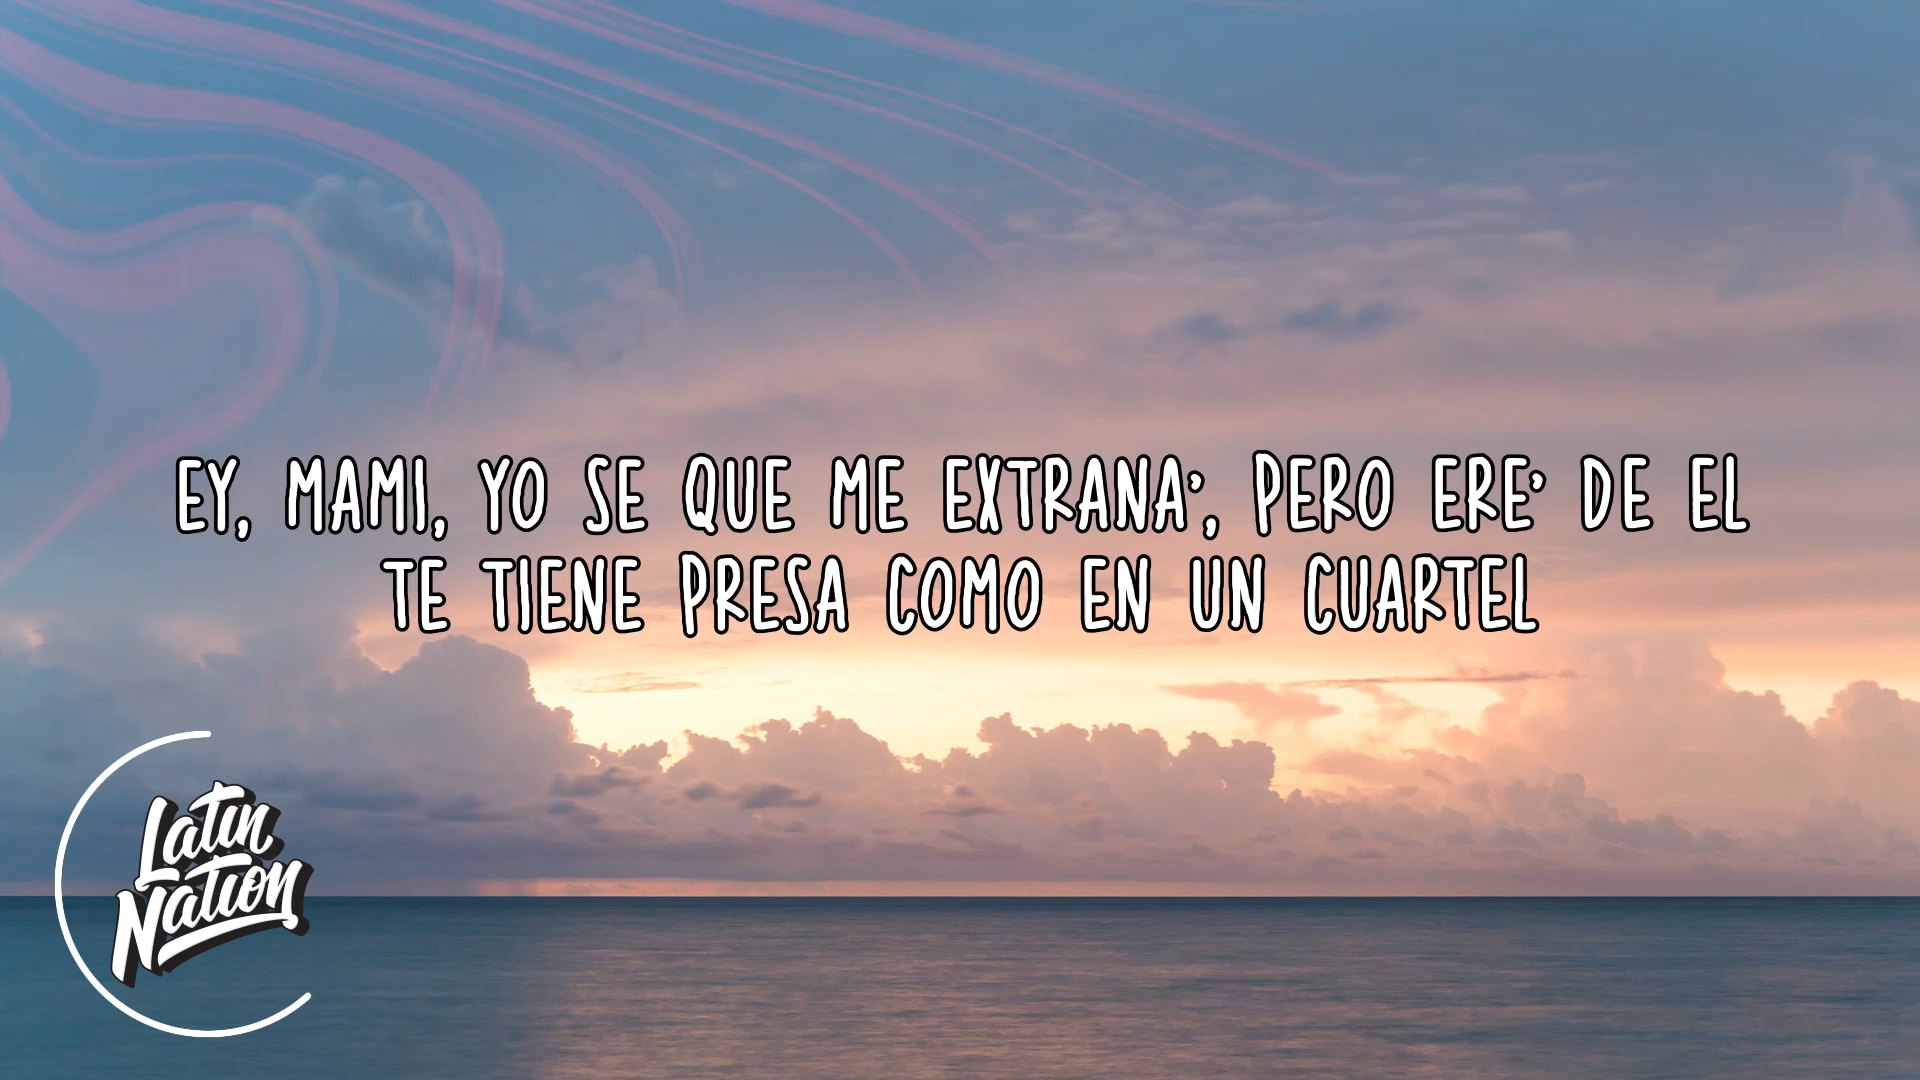 EY, MAMI, YO SE QUE ME EXTRANA', PERO ERE' DE EL
TE TIENE PRESA COMO EN UN CUARTEL
Latin
Nation